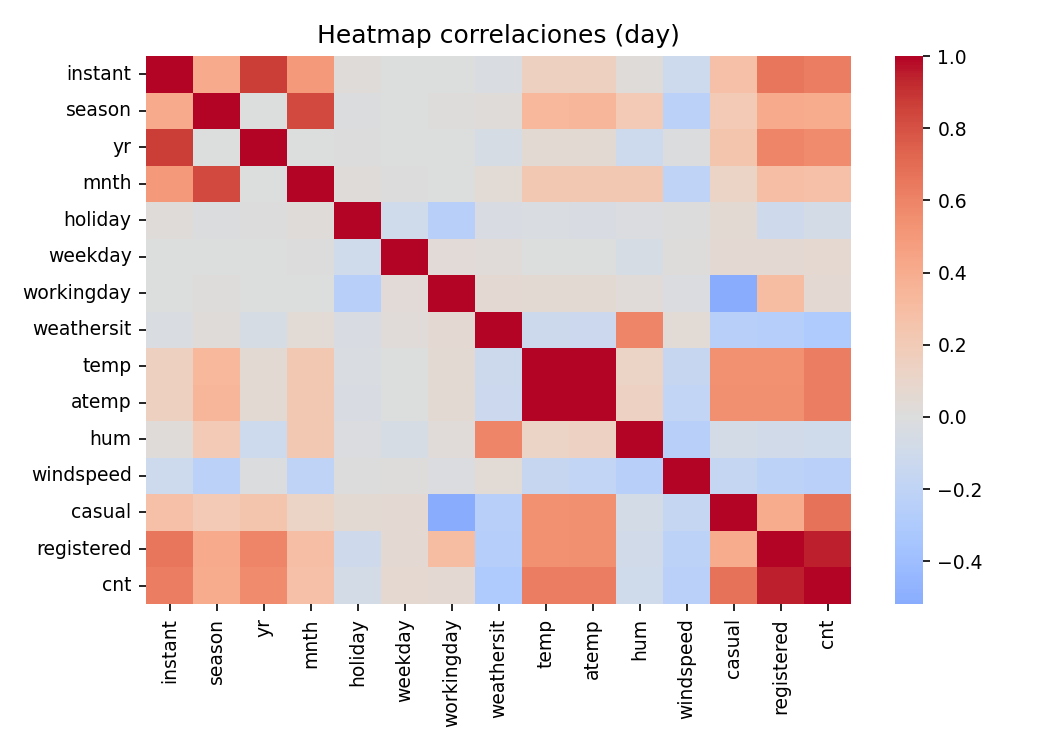 Heatmap correlaciones (day)
instant
season
yr
mnth
holiday
weekday
workingday
weathersit
temp
atemp
hum
windspeed
casual
registered
cnt
instant
season
yr
mnth
holiday
weekday
workingday
weathersit
temp
atemp
hum
windspeed
casual
registered
cnt
1.0
0.8
0.6
0.4
0.2
0.0
−0.2
−0.4